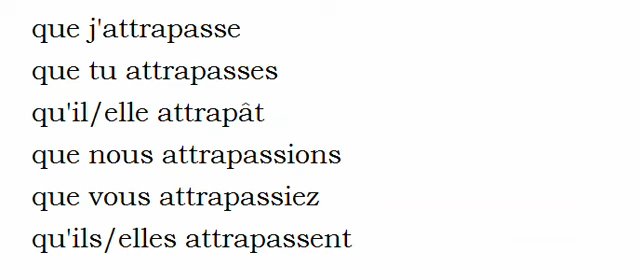 que j'attrapasse
que tu attrapasses
qu'il/elle attrapât
que nous attrapassions
que vous attrapassiez
qu'ils/elles attrapassent